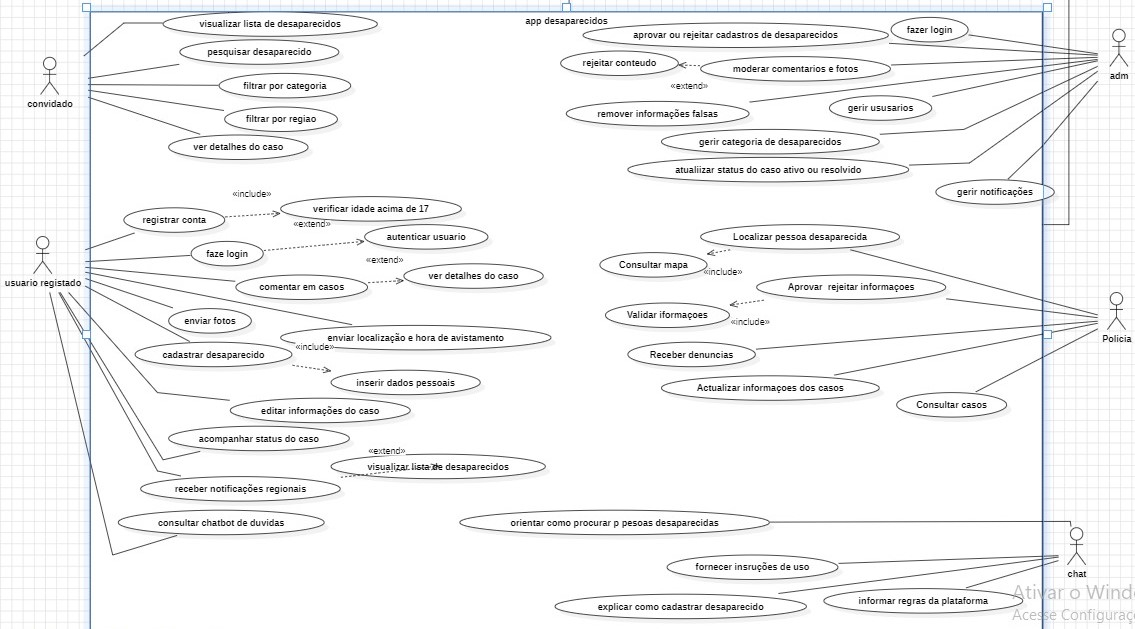 app desaparecidos
visualizar lista de desaparecidos
pesquisar desaparecido
filtrar por categoria
filtrar por regiao
ver detalhes do caso
convidado
aprovar ou rejeitar cadastros de desaparecidos
fazer login
rejeitar conteudo
moderar comentarios e fotos
«extend»
remover informações falsas
gerir ususarios
gerir categoria de desaparecidos
atualiizar status do caso ativo ou resolvido
gerir notificações
adm
«include»
registrar conta
verificar idade acima de 17
«extend»
faze login
autenticar usuario
«extend»
comentar em casos
ver detalhes do caso
usuario registado
enviar fotos
enviar localização e hora de avistamento
«include»
cadastrar desaparecido
inserir dados pessoais
editar informações do caso
acompanhar status do caso
«extend»
visualizar lista de desaparecidos
receber notificações regionais
consultar chatbot de duvidas
Localizar pessoa desaparecida
Consultar mapa
«include»
Aprovar rejeitar informaçoes
Validar iformaçoes
«include»
Receber denuncias
Actualizar informaçoes dos casos
Consultar casos
Policia
orientar como procurar p pesoas desaparecidas
fornecer insruções de uso
explicar como cadastrar desaparecido
informar regras da plataforma
chat
Ativar o Wind
Acesse Configuraç